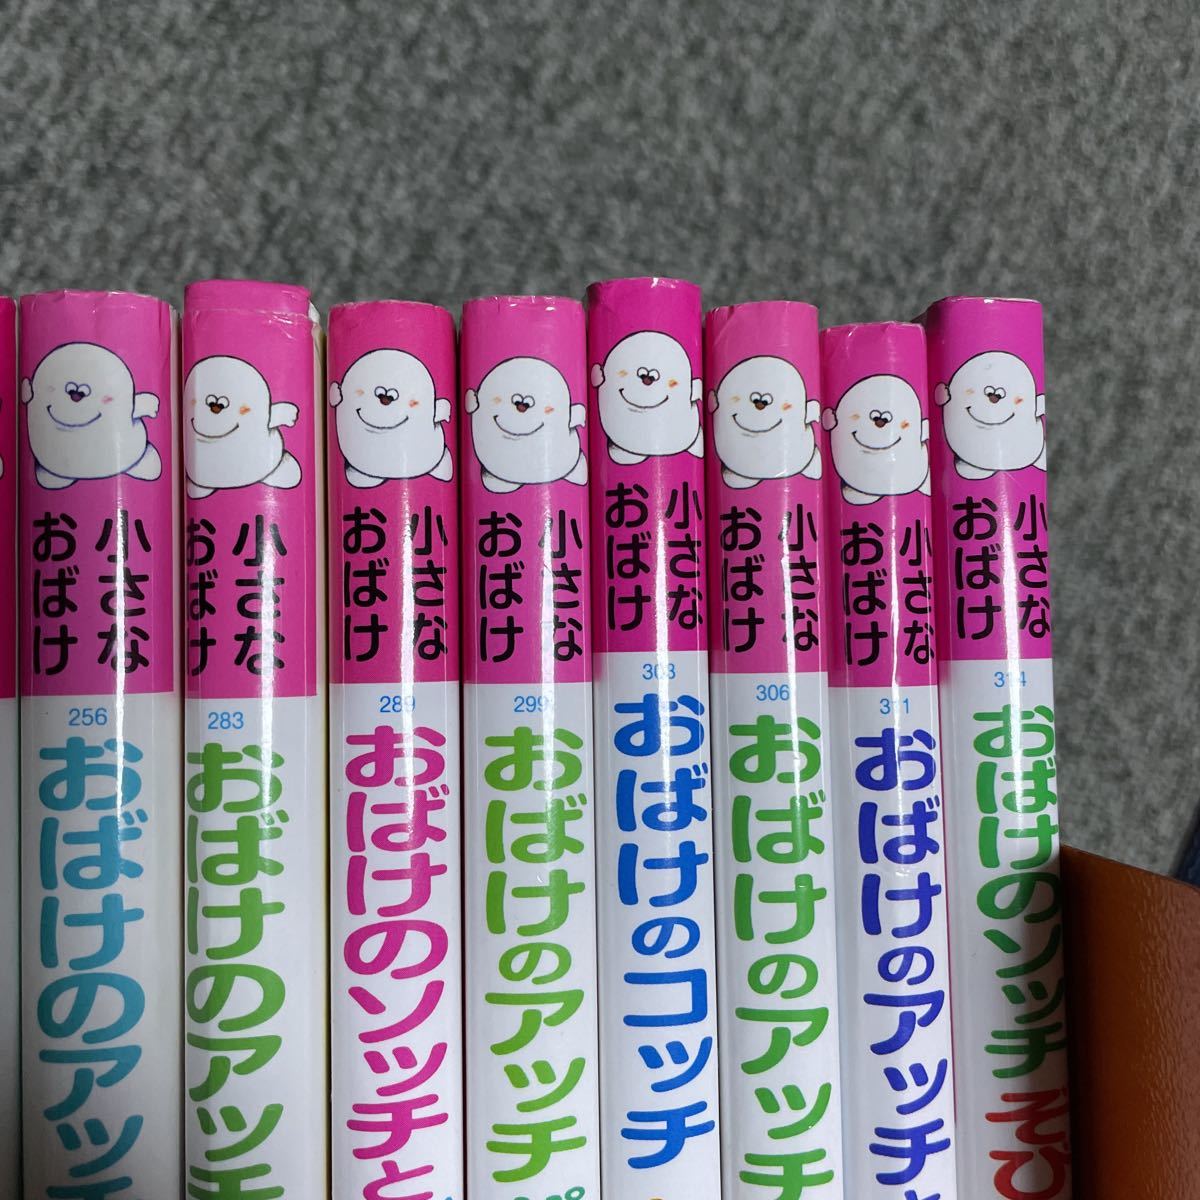 小さな
おばけ
256
おばけのアッ
小さな
おばけ
283
おばけのアッチ
小さな
おばけ
289
おばけのソッチと
小さな
おばけ
299
おばけのアッチ
小さな
おばけ
303
おばけのコッチ
小さな
おばけ
306
おばけのアッチ
小さな
おばけ
311
おばけのアッチと
小さな
おばけ
314
おばけのソッチ